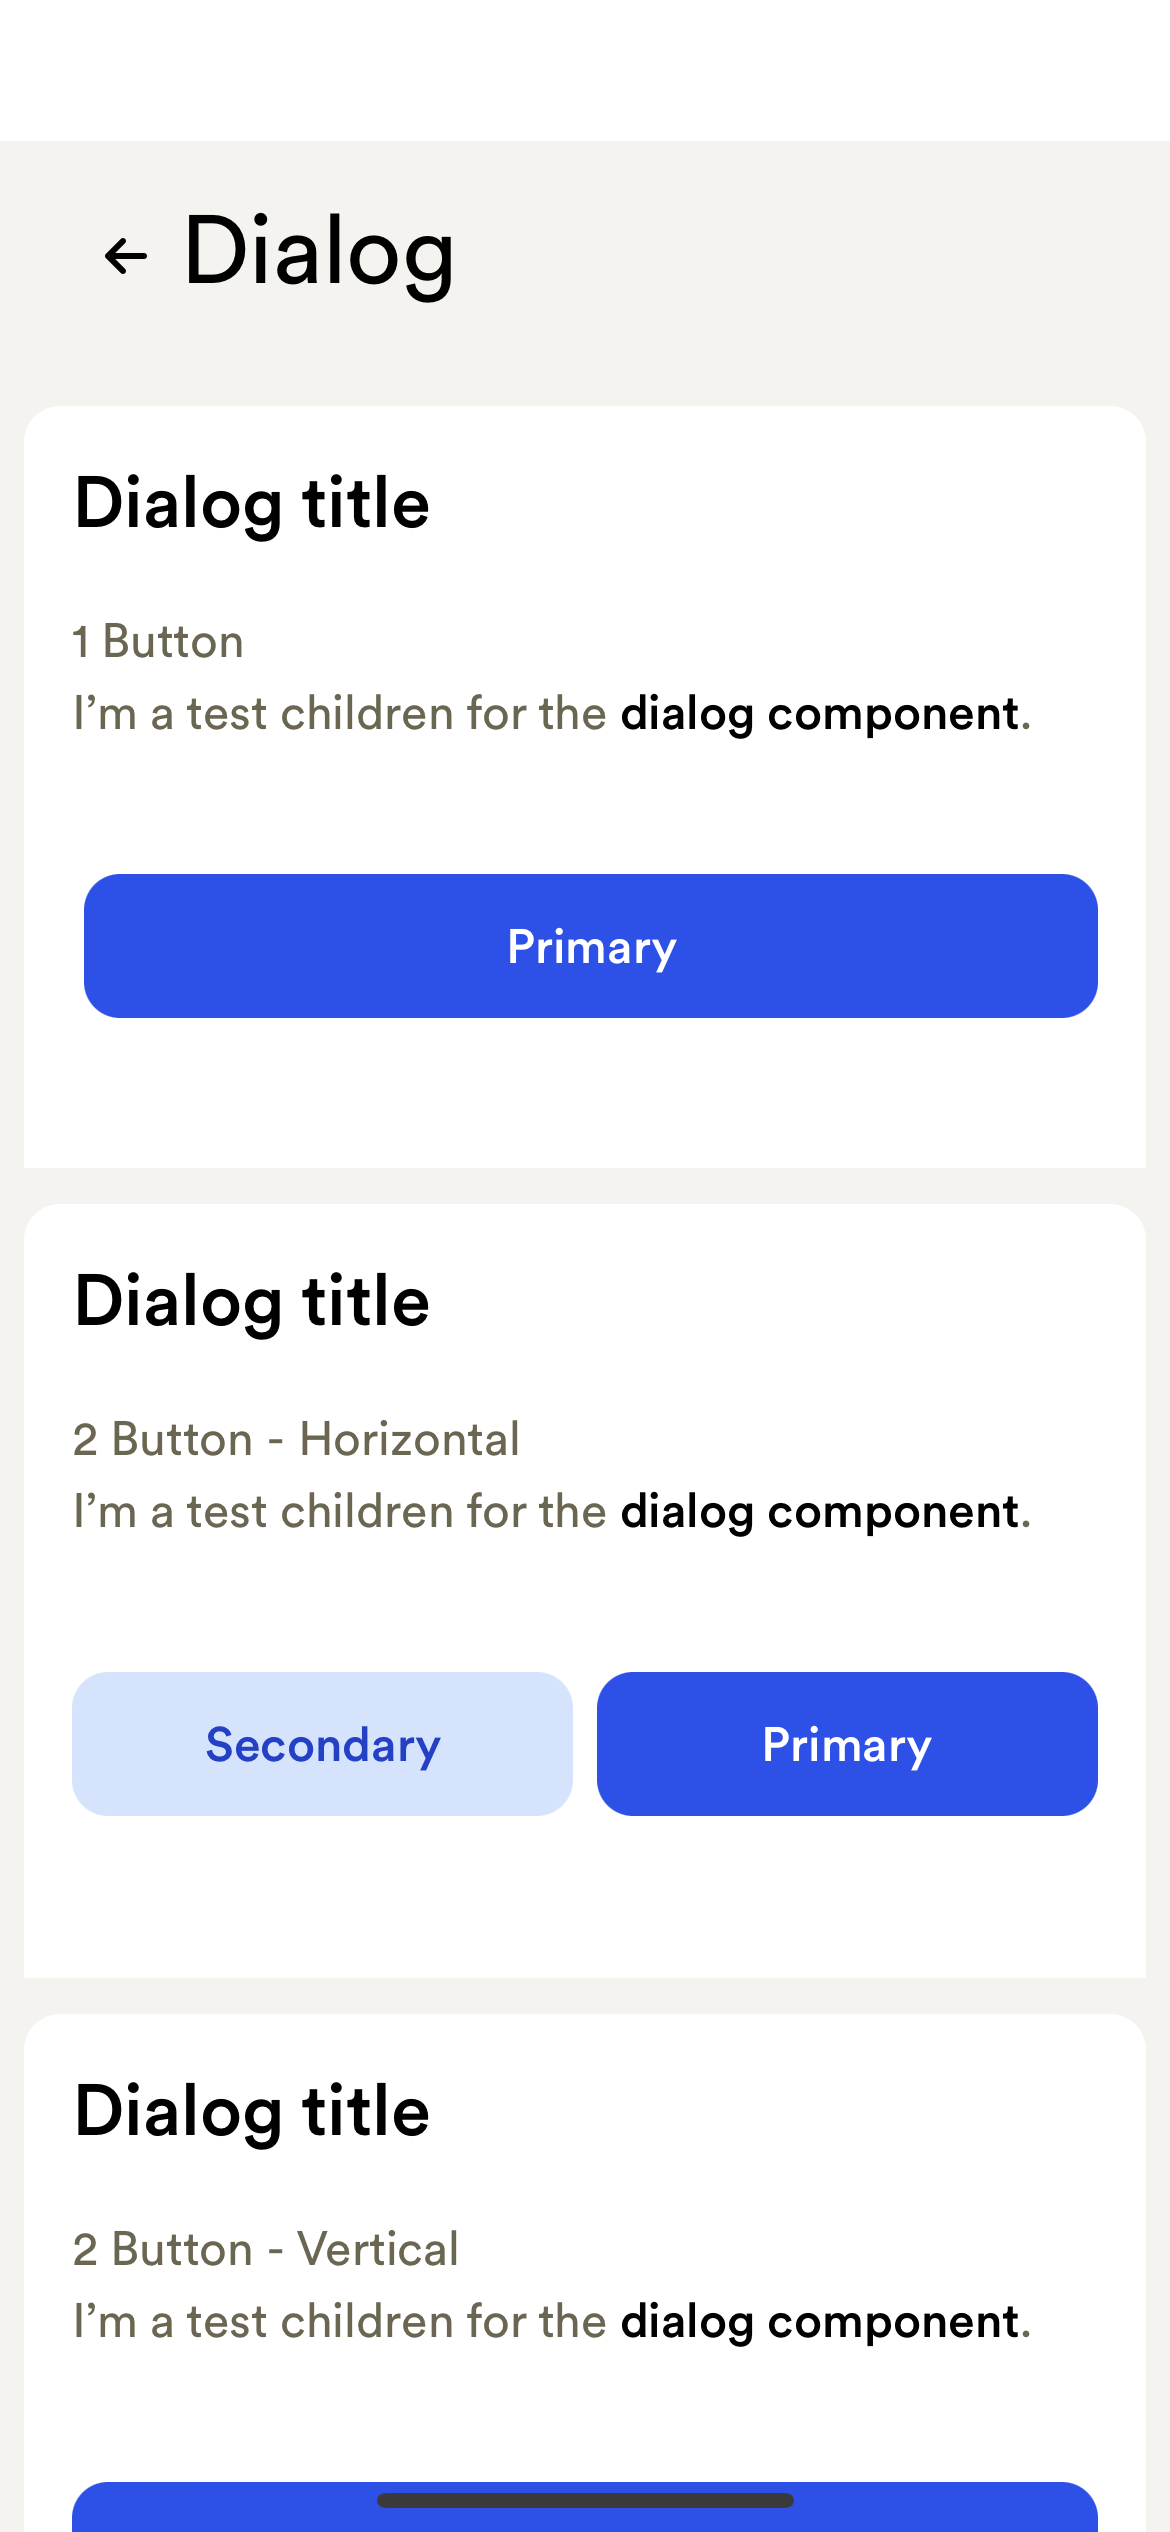 Dialog
Dialog title
1 Button
I’m a test children for the dialog component.
Primary
Dialog title
2 Button - Horizontal
I’m a test children for the dialog component.
Secondary Primary
Dialog title
2 Button - Vertical
I’m a test children for the dialog component.